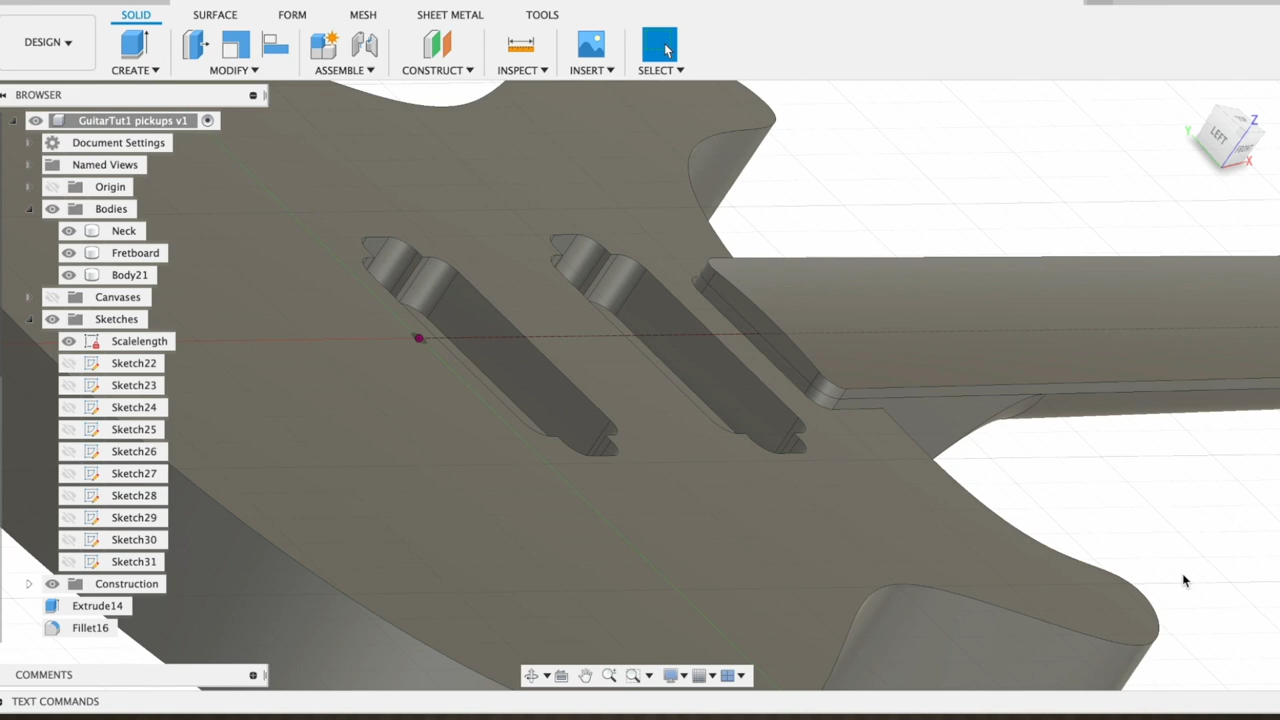 SOLID SURFACE FORM MESH SHEET METAL TOOLS
DESIGN
CREATE MODIFY ASSEMBLE CONSTRUCT INSPECT INSERT SELECT
BROWSER
GuitarTut1 pickups v1
Document Settings
Named Views
Origin
Bodies
Neck
Fretboard
Body21
Canvases
Sketches
Scalelength
Sketch22
Sketch23
Sketch24
Sketch25
Sketch26
Sketch27
Sketch28
Sketch29
Sketch30
Sketch31
Construction
Extrude14
Fillet16
COMMENTS
TEXT COMMANDS
Z
Y
LEFT
FRONT
X